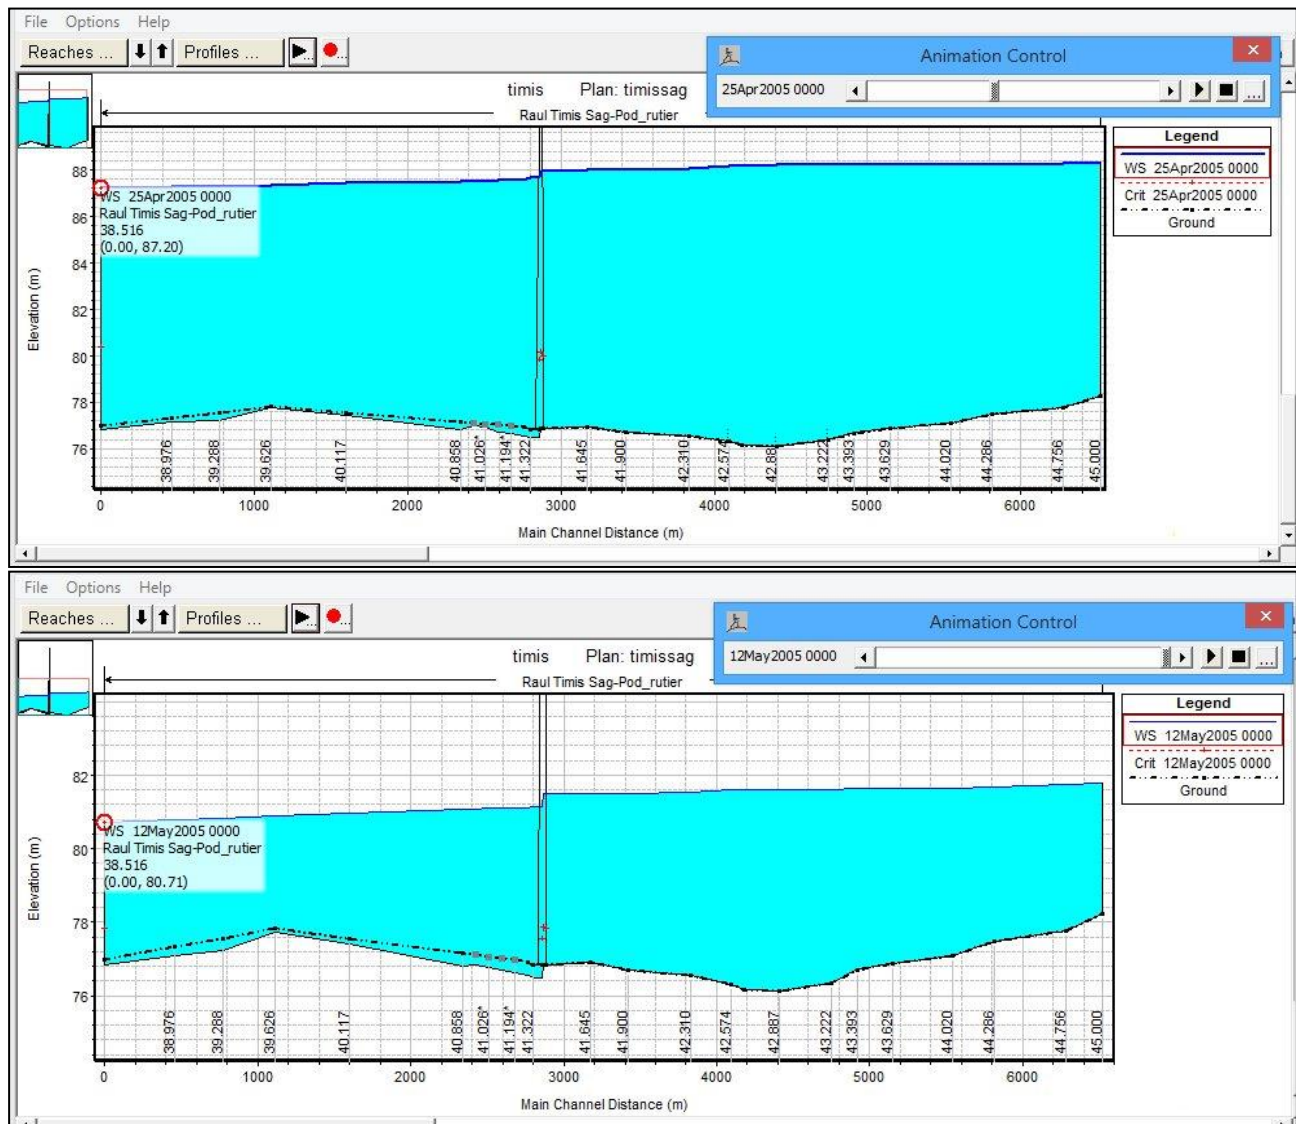 File Options Help
Reaches ... Profiles ... ...
Animation Control
25Apr2005 0000 ...
timis Plan: timissag
Raul Timis Sag-Pod_rutier
Legend
WS 25Apr2005 0000
Crit 25Apr2005 0000
Ground
88
86
84
82
80
78
76
Elevation (m)
WS 25Apr2005 0000
Raul Timis Sag-Pod_rutier
38.516
(0.00, 87.20)
38.976 39.288 39.626 40.117 40.858 41.026* 41.194* 41.322 41.645 41.900 42.310 42.574 42.887 43.222 43.393 43.629 44.020 44.286 44.756 45.000
0 1000 2000 3000 4000 5000 6000
Main Channel Distance (m)
File Options Help
Reaches ... Profiles ... ...
Animation Control
12May2005 0000 ...
timis Plan: timissag
Raul Timis Sag-Pod_rutier
Legend
WS 12May2005 0000
Crit 12May2005 0000
Ground
82
80
78
76
Elevation (m)
WS 12May2005 0000
Raul Timis Sag-Pod_rutier
38.516
(0.00, 80.71)
38.976 39.288 39.626 40.117 40.858 41.026* 41.194* 41.322 41.645 41.900 42.310 42.574 42.887 43.222 43.393 43.629 44.020 44.286 44.756 45.000
0 1000 2000 3000 4000 5000 6000
Main Channel Distance (m)